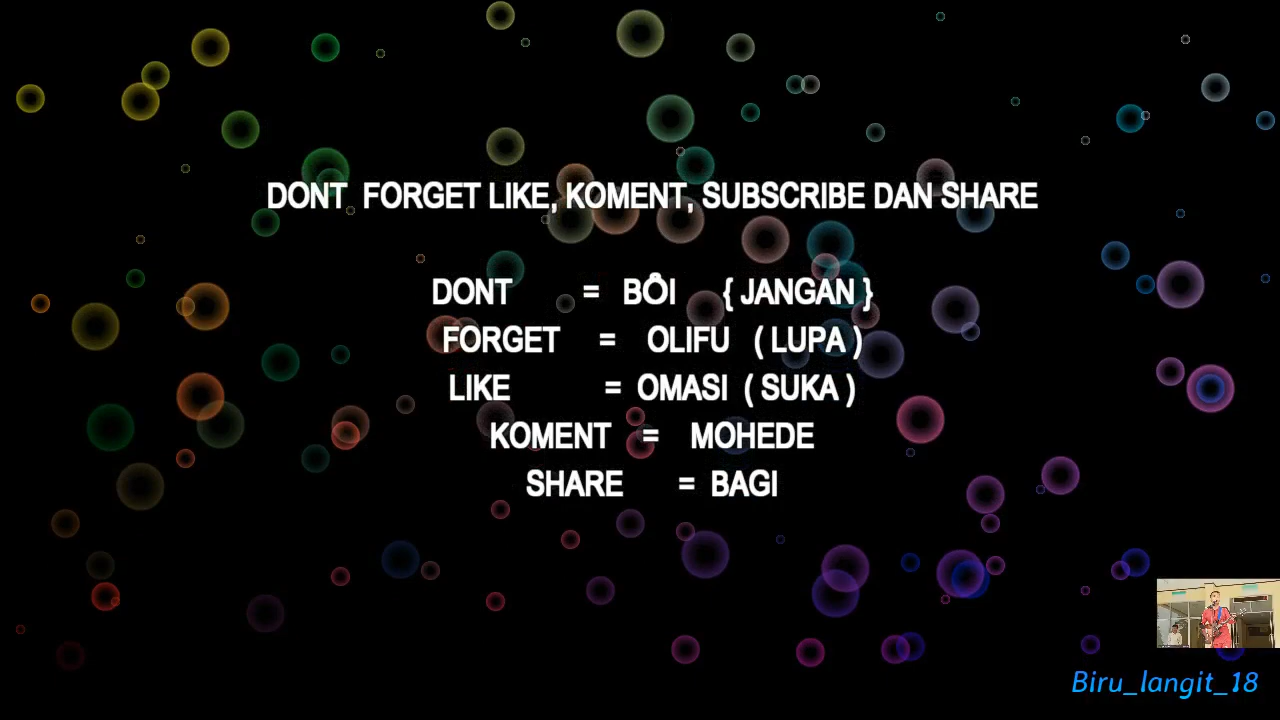 DONT FORGET LIKE, KOMENT, SUBSCRIBE DAN SHARE
DONT = BÔI { JANGAN }
FORGET = OLIFU ( LUPA )
LIKE = OMASI ( SUKA )
KOMENT = MOHEDE
SHARE = BAGI
Biru_langit_18